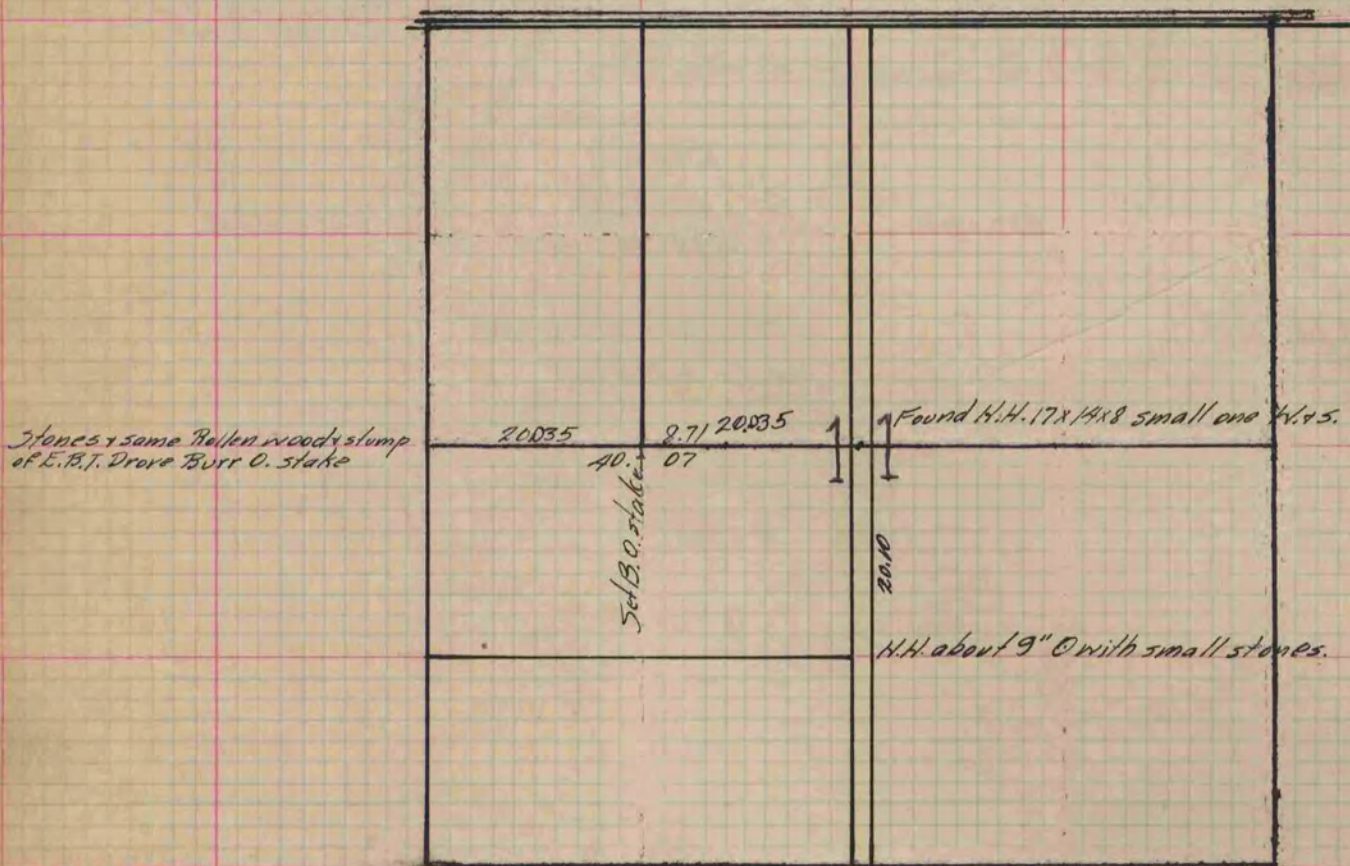 Stones & some Rotten wood & stump
of E.B.T. Drove Burr O. stake
20.035
8.71
20.035
40.07
Set B.O. stake
Found H.H. 17x14x8 small one W. & S.
20.10
H.H. about 9" O with small stones.